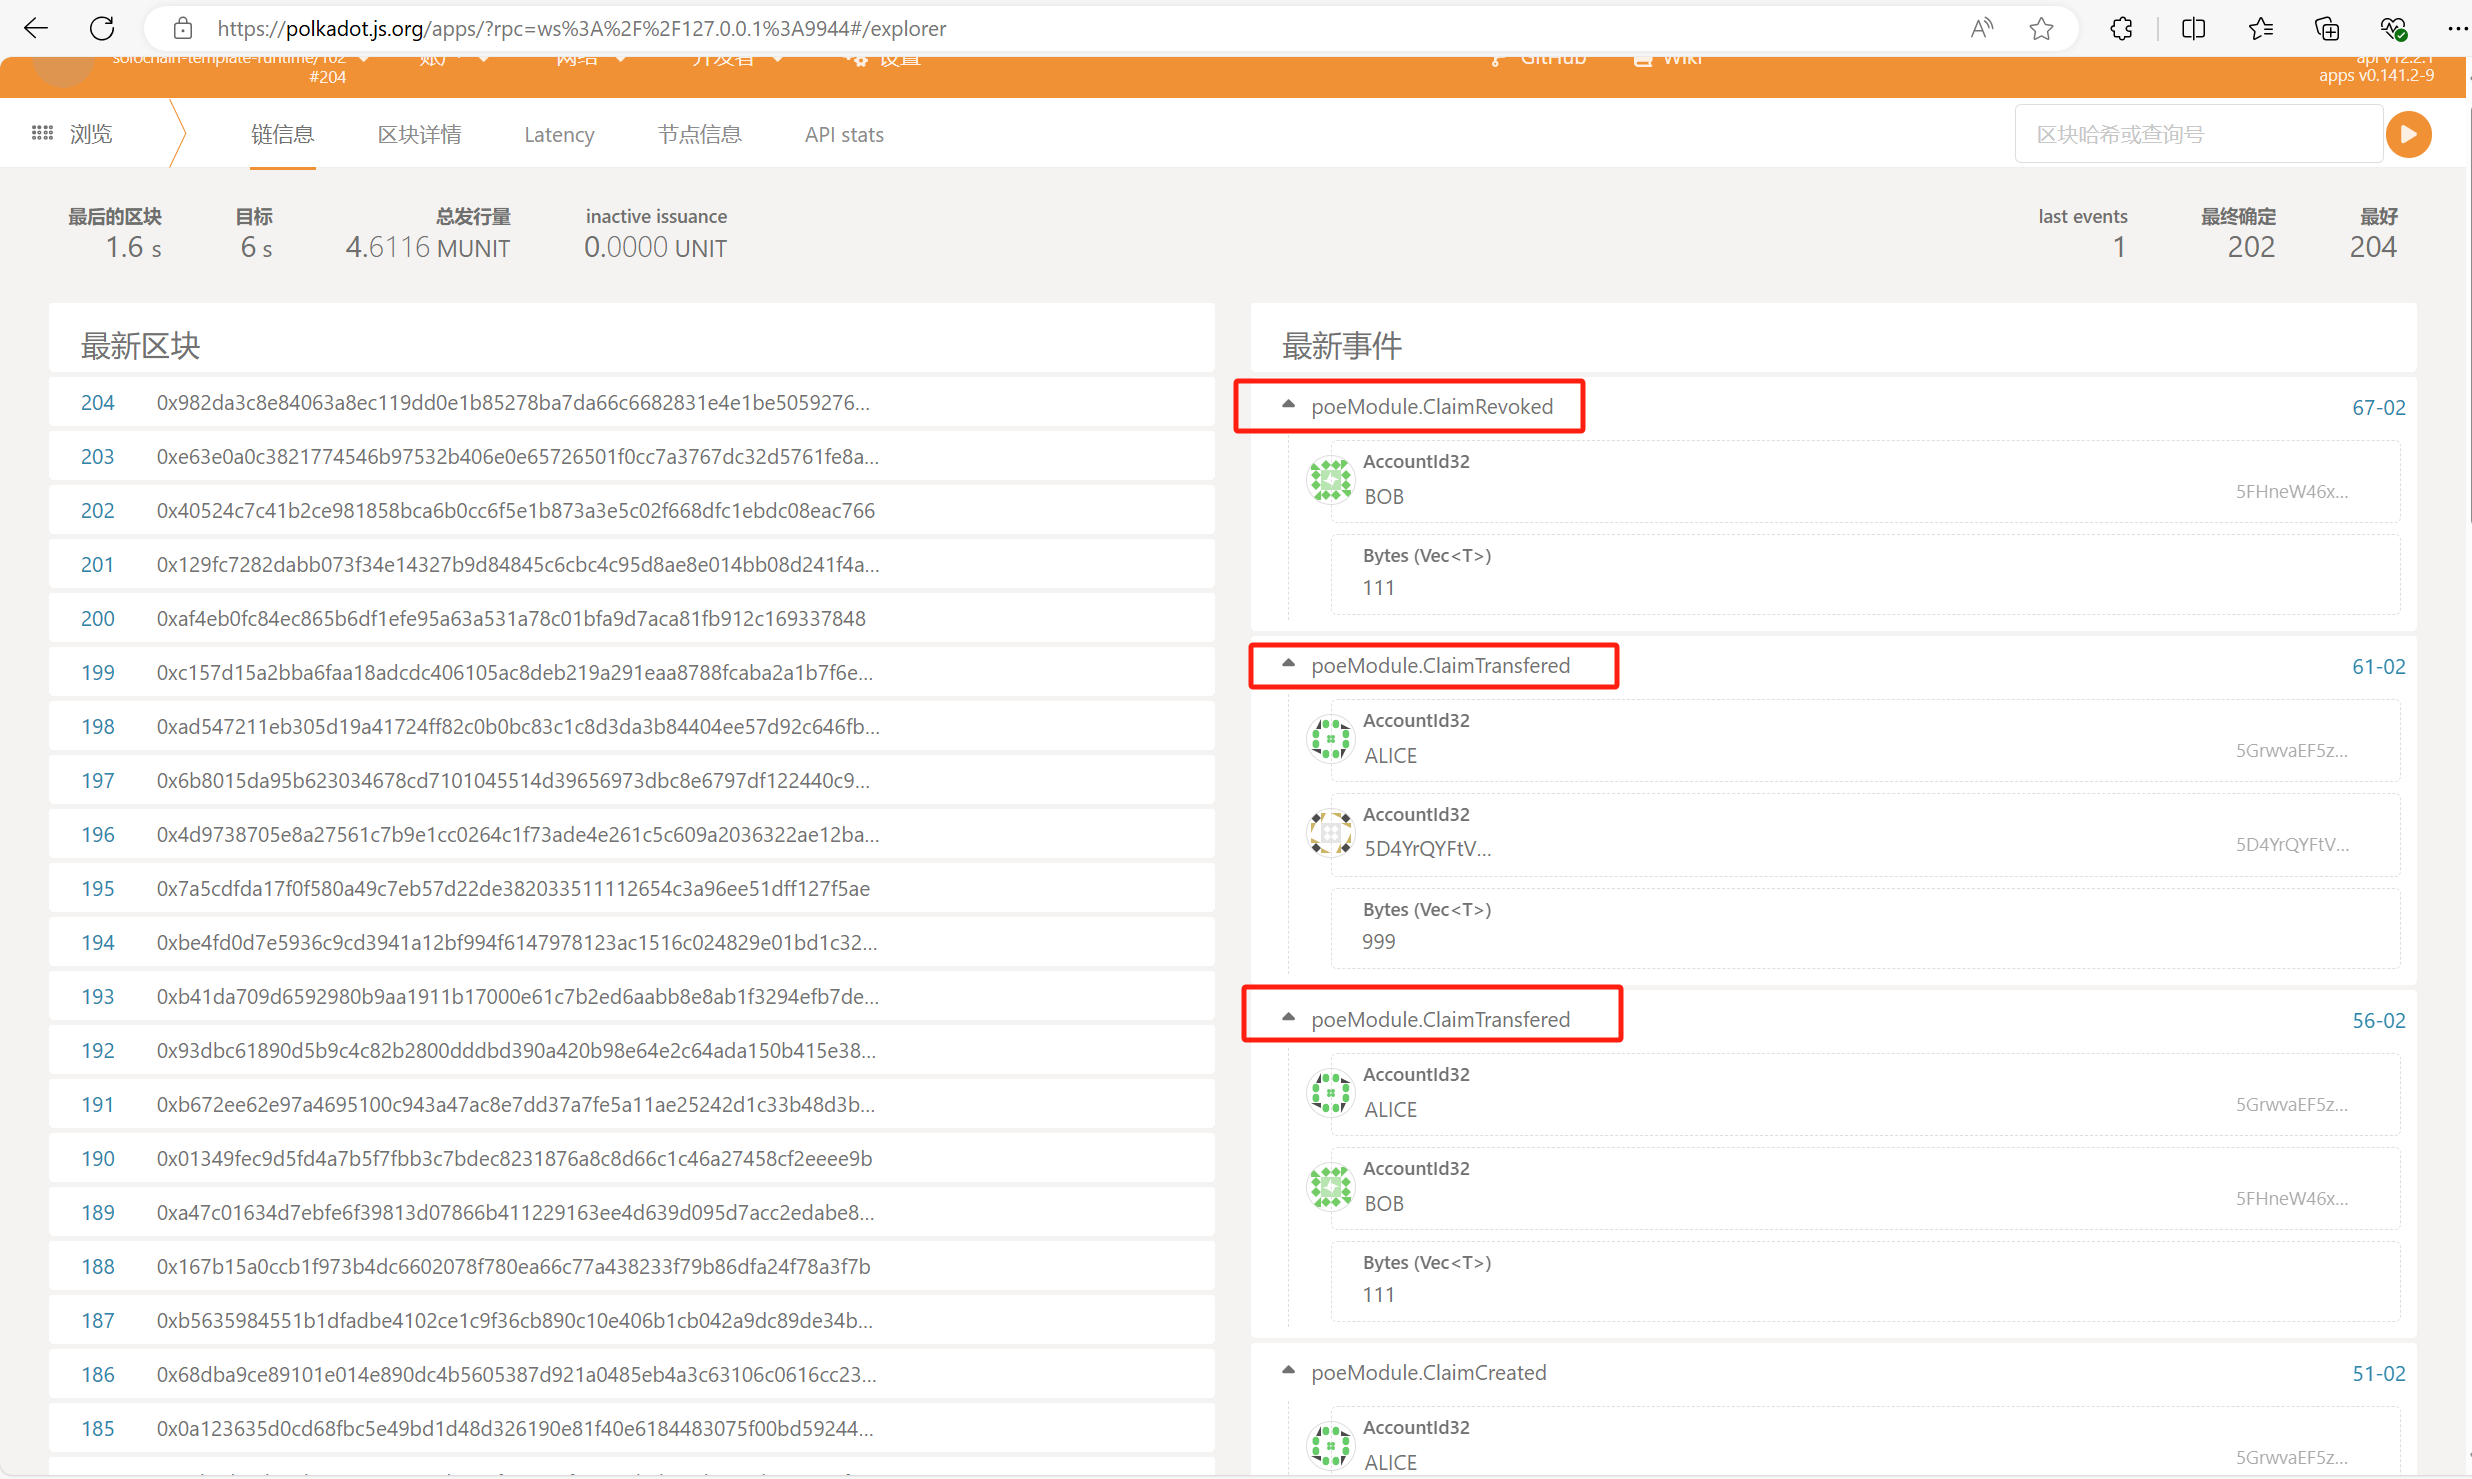 https://polkadot.js.org/apps/?rpc=ws%3A%2F%2F127.0.0.1%3A9944#/explorer
solochain-template-runtime/102
#204
账户
网络
开发者
设置
GitHub
Wiki
api v12.2.1
apps v0.141.2-9
浏览
链信息
区块详情
Latency
节点信息
API stats
区块哈希或查询号
最后的区块
1.6 s
目标
6 s
总发行量
4.6116 MUNIT
inactive issuance
0.0000 UNIT
last events
1
最终确定
202
最好
204
最新区块
204 0x982da3c8e84063a8ec119dd0e1b85278ba7da66c6682831e4e1be5059276...
203 0xe63e0a0c3821774546b97532b406e0e65726501f0cc7a3767dc32d5761fe8a...
202 0x40524c7c41b2ce981858bca6b0cc6f5e1b873a3e5c02f668dfc1ebdc08eac766
201 0x129fc7282dabb073f34e14327b9d84845c6cbc4c95d8ae8e014bb08d241f4a...
200 0xaf4eb0fc84ec865b6df1efe95a63a531a78c01bfa9d7aca81fb912c169337848
199 0xc157d15a2bba6faa18adcdc406105ac8deb219a291eaa8788fcaba2a1b7f6e...
198 0xad547211eb305d19a41724ff82c0b0bc83c1c8d3da3b84404ee57d92c646fb...
197 0x6b8015da95b623034678cd7101045514d39656973dbc8e6797df122440c9...
196 0x4d9738705e8a27561c7b9e1cc0264c1f73ade4e261c5c609a2036322ae12ba...
195 0x7a5cdfda17f0f580a49c7eb57d22de382033511112654c3a96ee51dff127f5ae
194 0xbe4fd0d7e5936c9cd3941a12bf994f6147978123ac1516c024829e01bd1c32...
193 0xb41da709d6592980b9aa1911b17000e61c7b2ed6aabb8e8ab1f3294efb7de...
192 0x93dbc61890d5b9c4c82b2800dddbd390a420b98e64e2c64ada150b415e38...
191 0xb672ee62e97a4695100c943a47ac8e7dd37a7fe5a11ae25242d1c33b48d3b...
190 0x01349fec9d5fd4a7b5f7fbb3c7bdec8231876a8c8d66c1c46a27458cf2eeee9b
189 0xa47c01634d7ebfe6f39813d07866b411229163ee4d639d095d7acc2edabe8...
188 0x167b15a0ccb1f973b4dc6602078f780ea66c77a438233f79b86dfa24f78a3f7b
187 0xb5635984551b1dfadbe4102ce1c9f36cb890c10e406b1cb042a9dc89de34b...
186 0x68dba9ce89101e014e890dc4b5605387d921a0485eb4a3c63106c0616cc23...
185 0x0a123635d0cd68fbc5e49bd1d48d326190e81f40e6184483075f00bd59244...
最新事件
poeModule.ClaimRevoked 67-02
AccountId32
BOB 5FHneW46x...
Bytes (Vec<T>)
111
poeModule.ClaimTransfered 61-02
AccountId32
ALICE 5GrwvaEF5z...
AccountId32
5D4YrQYFtV... 5D4YrQYFtV...
Bytes (Vec<T>)
999
poeModule.ClaimTransfered 56-02
AccountId32
ALICE 5GrwvaEF5z...
AccountId32
BOB 5FHneW46x...
Bytes (Vec<T>)
111
poeModule.ClaimCreated 51-02
AccountId32
ALICE 5GrwvaEF5z...